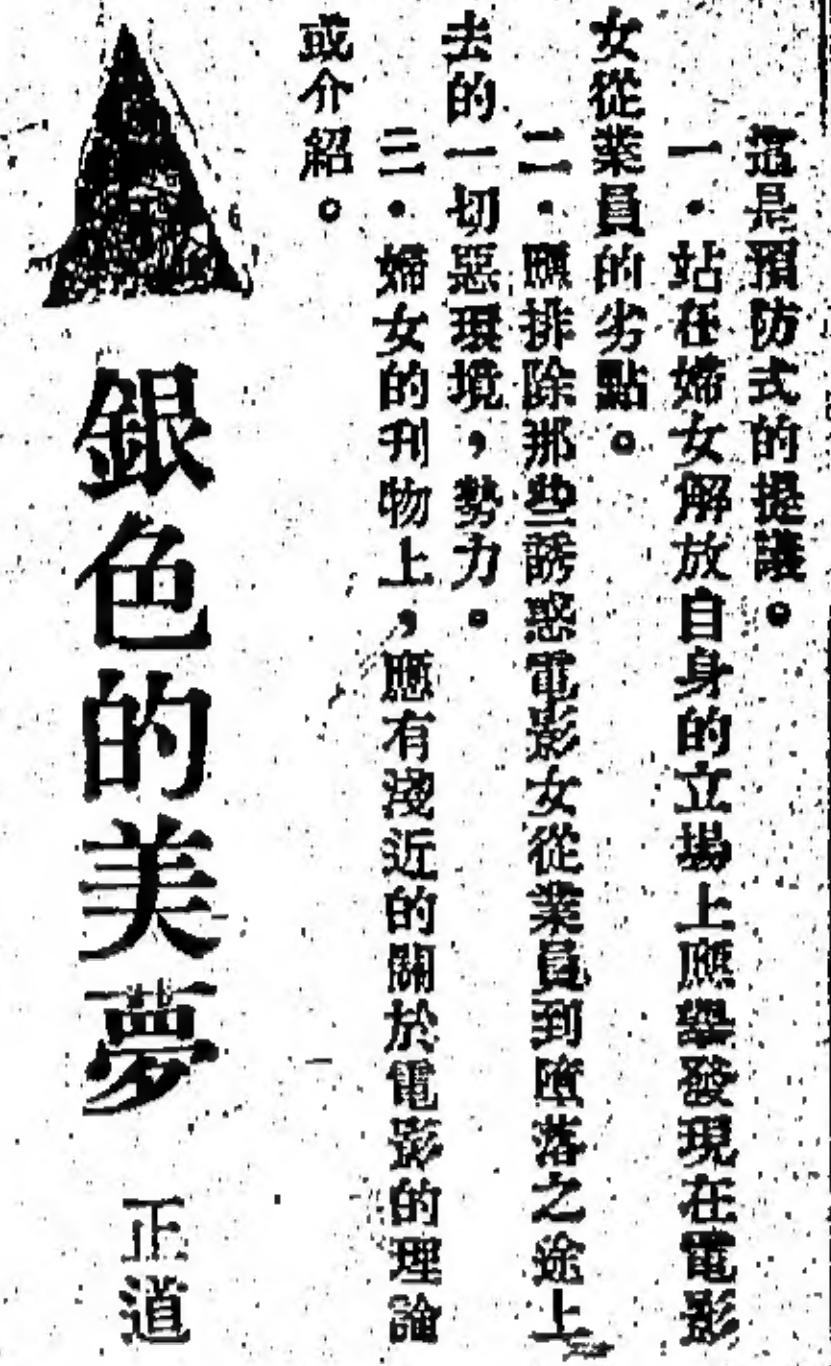 這是預防式的提議。
一·站在婦女解放自身的立場上應舉發現在電影
女從業員的劣點。
二·應排除那些誘惑電影女從業員到墮落之途上
去的一切惡環境，勢力。
三·婦女的刋物上，應有淺近的關於電影的理論
或介紹。
銀色的美夢
正道